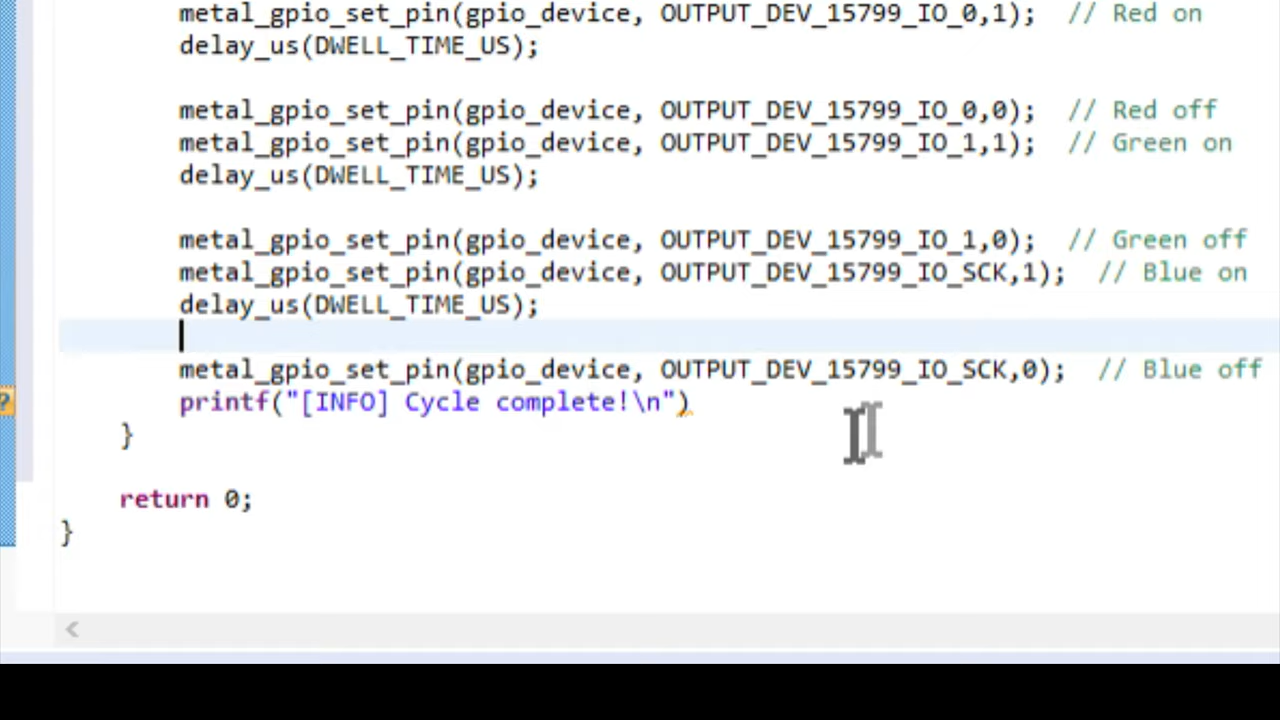 metal_gpio_set_pin(gpio_device, OUTPUT_DEV_15799_IO_0,1);  // Red on
delay_us(DWELL_TIME_US);
metal_gpio_set_pin(gpio_device, OUTPUT_DEV_15799_IO_0,0);  // Red off
metal_gpio_set_pin(gpio_device, OUTPUT_DEV_15799_IO_1,1);  // Green on
delay_us(DWELL_TIME_US);
metal_gpio_set_pin(gpio_device, OUTPUT_DEV_15799_IO_1,0);  // Green off
metal_gpio_set_pin(gpio_device, OUTPUT_DEV_15799_IO_SCK,1);  // Blue on
delay_us(DWELL_TIME_US);
metal_gpio_set_pin(gpio_device, OUTPUT_DEV_15799_IO_SCK,0);  // Blue off
printf("[INFO] Cycle complete!\n")
}
return 0;
}